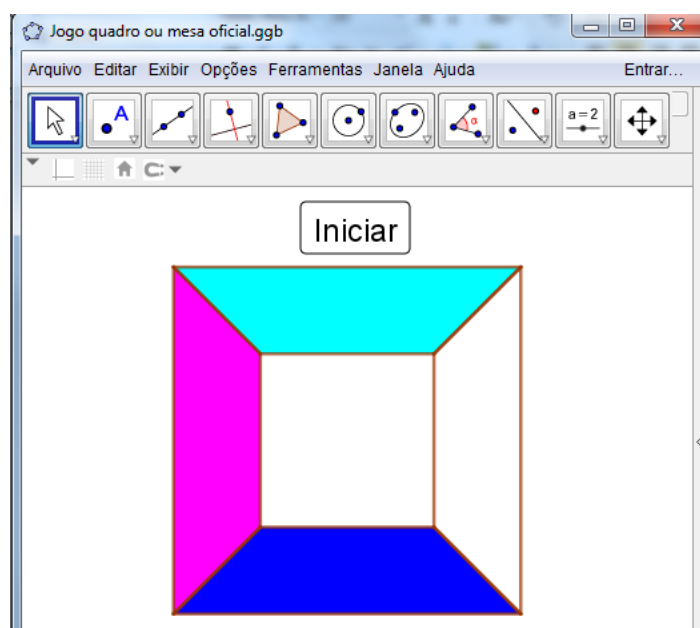 Jogo quadro ou mesa oficial.ggb
Arquivo Editar Exibir Opções Ferramentas Janela Ajuda Entrar...
A α a=2
Iniciar